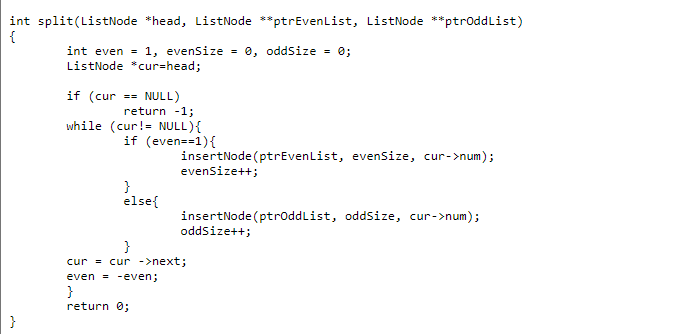 int split(ListNode *head, ListNode **ptrEvenList, ListNode **ptrOddList)
{
        int even = 1, evenSize = 0, oddSize = 0;
        ListNode *cur=head;

        if (cur == NULL)
                return -1;
        while (cur!= NULL){
                if (even==1){
                        insertNode(ptrEvenList, evenSize, cur->num);
                        evenSize++;
                }
                else{
                        insertNode(ptrOddList, oddSize, cur->num);
                        oddSize++;
                }
        cur = cur ->next;
        even = -even;
        }
        return 0;
}